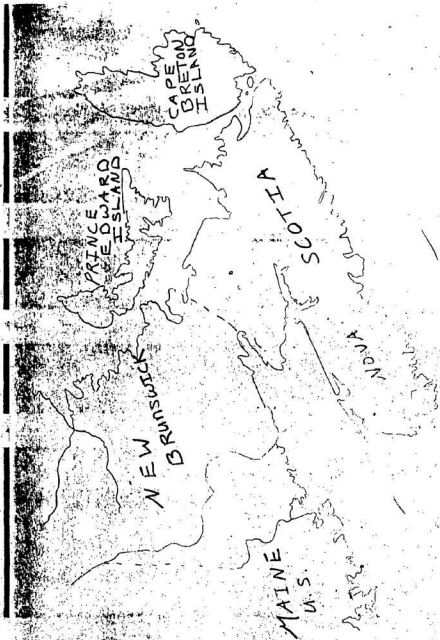 CAPE
BRETON
ISLAND
PRINCE
EDWARD
ISLAND
NOVA SCOTIA
NEW
BRUNSWICK
MAINE
U.S.